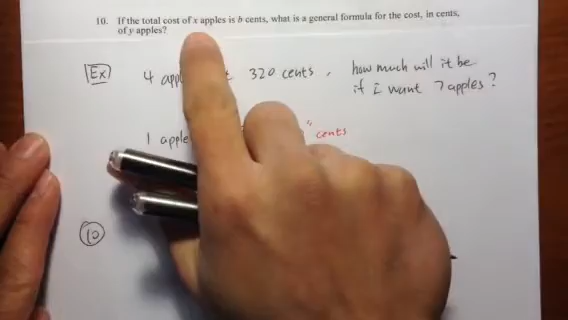 10. If the total cost of x apples is b cents, what is a general formula for the cost, in cents,
of y apples?
Ex 4 320 cents, how much will it be
if I want 7 apples?
1 apple " cents
10